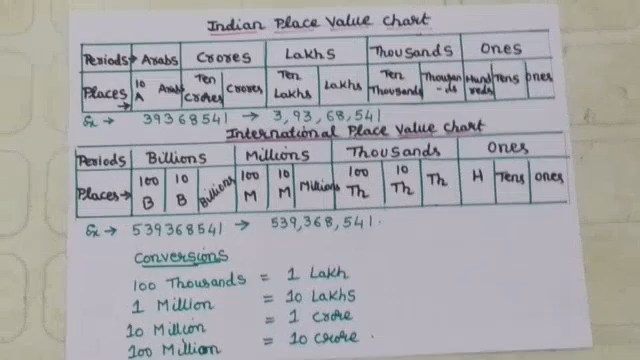 Indian Place Value Chart
Periods→ Arabs Crores Lakhs Thousands Ones
Places → 10 A Arabs Ten Crores Crores Ten Lakhs Lakhs Ten Thousands Thousan-ds Hund reds Tens Ones
Ex → 39368541 → 3,93,68,541
International Place Value Chart
Periods Billions Millions Thousands Ones
Places→ 100 B 10 B Billions 100 M 10 M Millions 100 Th 10 Th Th H Tens Ones
Ex → 539368541 → 539,368,541.
Conversions
100 Thousands = 1 Lakh
1 Million = 10 Lakhs
10 Million = 1 Crore
100 Million = 10 crore.